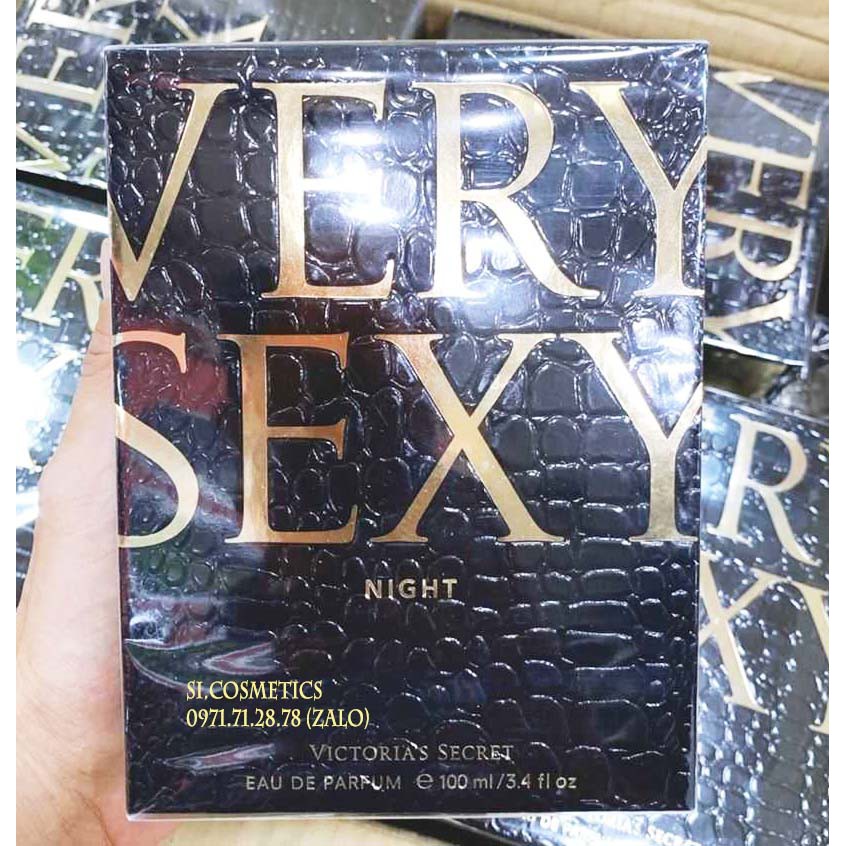 VERY
SEXY
NIGHT
SI.COSMETICS
0971.71.28.78 (ZALO)
VICTORIA'S SECRET
EAU DE PARFUM ℮ 100 ml/3.4 fl oz
VERY